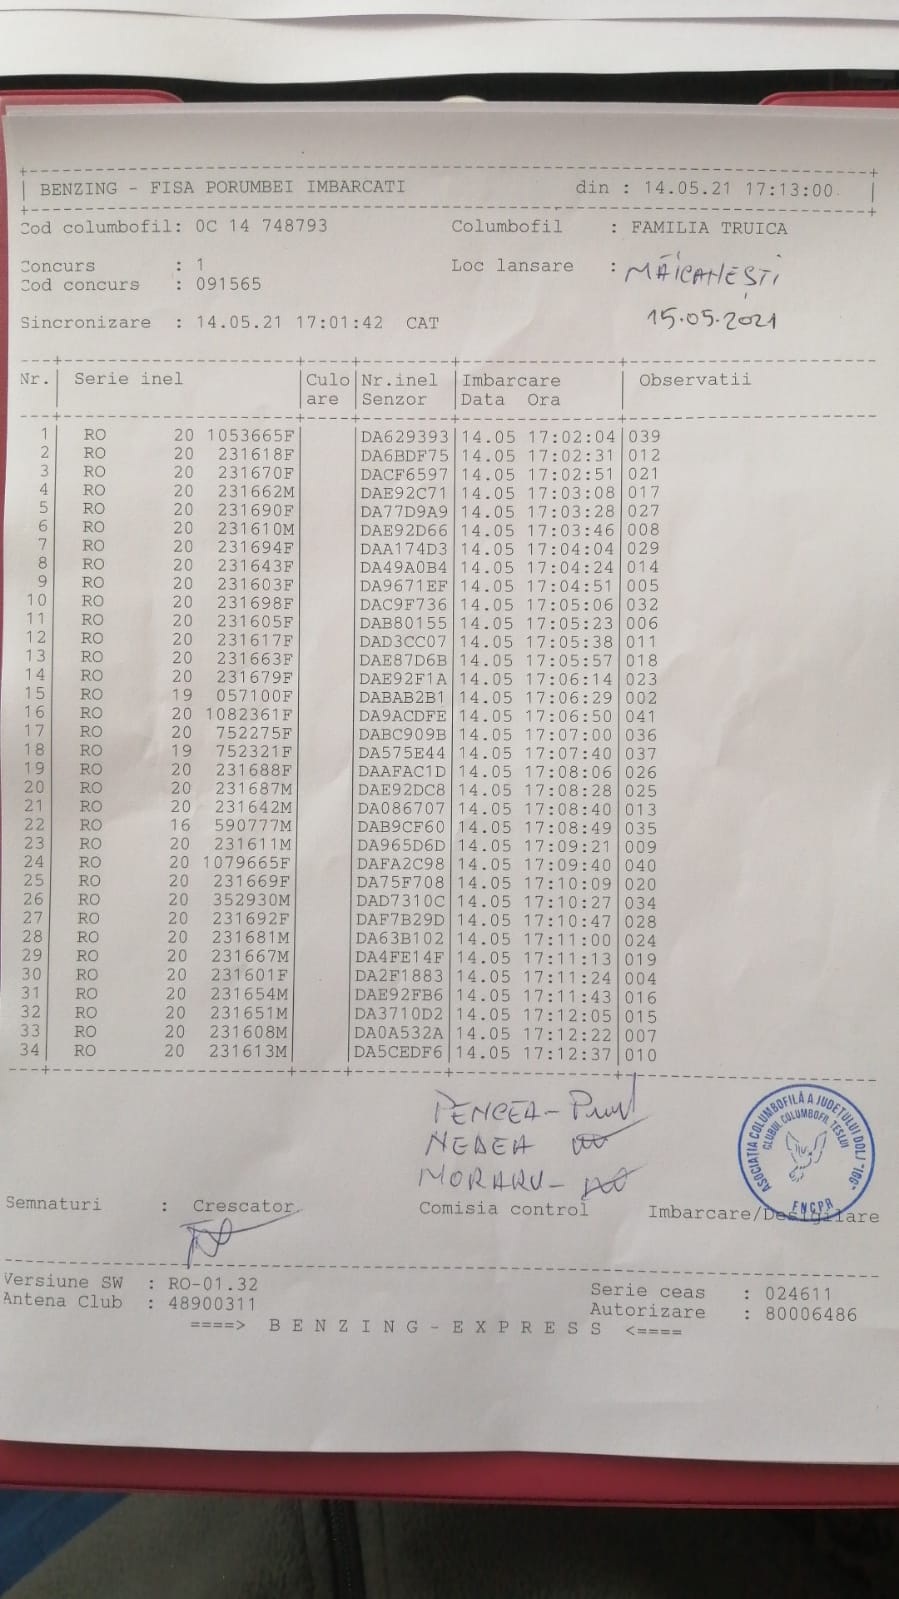 BENZING - FISA PORUMBEI IMBARCATI din : 14.05.21 17:13:00
Cod columbofil: OC 14 748793 Columbofil : FAMILIA TRUICA
Concurs : 1 Loc lansare : MĂICĂNEȘTI
Cod concurs : 091565
Sincronizare : 14.05.21 17:01:42 CAT 15.05.2021
Nr. Serie inel Culo Nr.inel Imbarcare Observatii
are Senzor Data Ora
1 RO 20 1053665F DA629393 14.05 17:02:04 039
2 RO 20 231618F DA6BDF75 14.05 17:02:31 012
3 RO 20 231670F DACF6597 14.05 17:02:51 021
4 RO 20 231662M DAE92C71 14.05 17:03:08 017
5 RO 20 231690F DA77D9A9 14.05 17:03:28 027
6 RO 20 231610M DAE92D66 14.05 17:03:46 008
7 RO 20 231694F DAA174D3 14.05 17:04:04 029
8 RO 20 231643F DA49A0B4 14.05 17:04:24 014
9 RO 20 231603F DA9671EF 14.05 17:04:51 005
10 RO 20 231698F DAC9F736 14.05 17:05:06 032
11 RO 20 231605F DAB80155 14.05 17:05:23 006
12 RO 20 231617F DAD3CC07 14.05 17:05:38 011
13 RO 20 231663F DAE87D6B 14.05 17:05:57 018
14 RO 20 231679F DAE92F1A 14.05 17:06:14 023
15 RO 19 057100F DABAB2B1 14.05 17:06:29 002
16 RO 20 1082361F DA9ACDFE 14.05 17:06:50 041
17 RO 20 752275F DABC909B 14.05 17:07:00 036
18 RO 19 752321F DA575E44 14.05 17:07:40 037
19 RO 20 231688F DAAFAC1D 14.05 17:08:06 026
20 RO 20 231687M DAE92DC8 14.05 17:08:28 025
21 RO 20 231642M DA086707 14.05 17:08:40 013
22 RO 16 590777M DAB9CF60 14.05 17:08:49 035
23 RO 20 231611M DA965D6D 14.05 17:09:21 009
24 RO 20 1079665F DAFA2C98 14.05 17:09:40 040
25 RO 20 231669F DA75F708 14.05 17:10:09 020
26 RO 20 352930M DAD7310C 14.05 17:10:27 034
27 RO 20 231692F DAF7B29D 14.05 17:10:47 028
28 RO 20 231681M DA63B102 14.05 17:11:00 024
29 RO 20 231667M DA4FE14F 14.05 17:11:13 019
30 RO 20 231601F DA2F1883 14.05 17:11:24 004
31 RO 20 231654M DAE92FB6 14.05 17:11:43 016
32 RO 20 231651M DA3710D2 14.05 17:12:05 015
33 RO 20 231608M DA0A532A 14.05 17:12:22 007
34 RO 20 231613M DA5CEDF6 14.05 17:12:37 010
PENCEA-
NEDEA
MORARU-
ASOCIATIA COLUMBOFILĂ A JUDEŢULUI DOLJ "IGG"
CLUBUL COLUMBOFIL TESLUI
FNCPR
Semnaturi : Crescator Comisia control Imbarcare/Desigilare
Versiune SW : RO-01.32 Serie ceas : 024611
Antena Club : 48900311 Autorizare : 80006486
====> B E N Z I N G - E X P R E S S <====